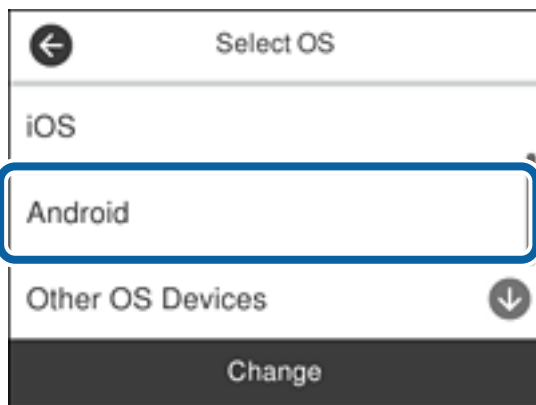 Select OS
iOS
Android
Other OS Devices
Change